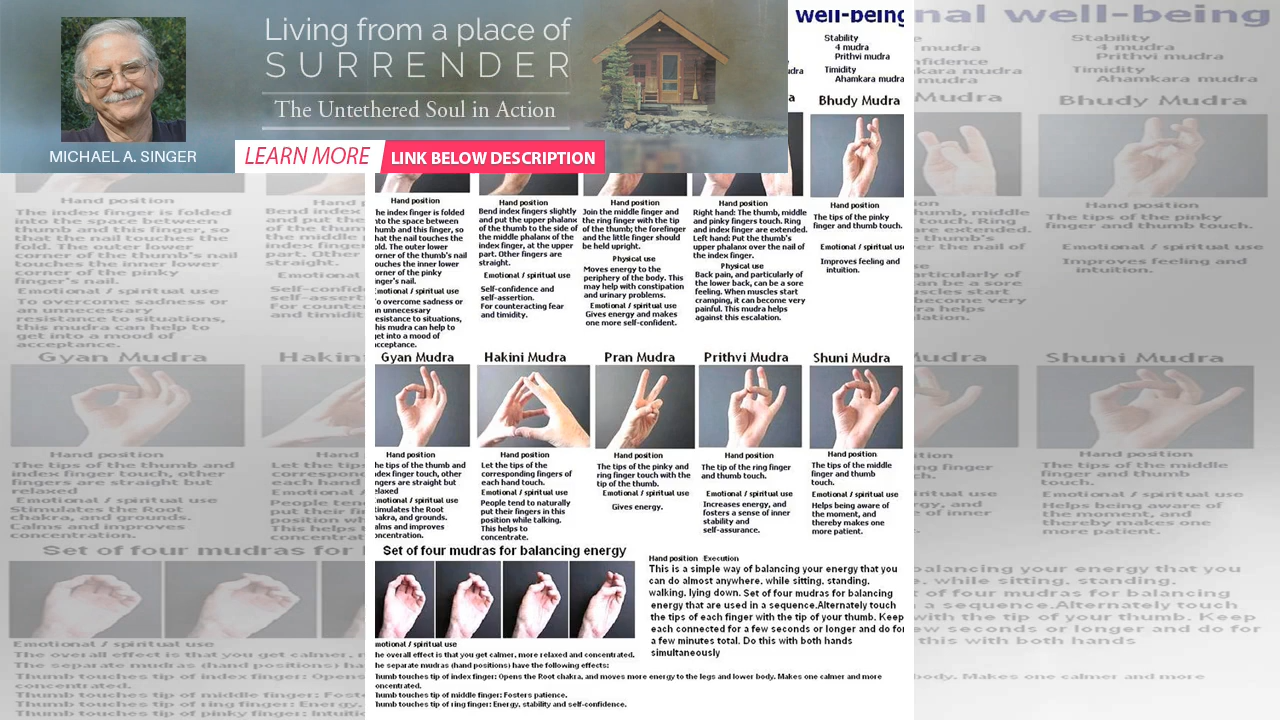 Living from a place of
SURRENDER
The Untethered Soul in Action
MICHAEL A. SINGER
LEARN MORE
LINK BELOW DESCRIPTION
well-being
Stability
4 mudra
Prithvi mudra
Timidity
Ahamkara mudra
Bhudy Mudra
Hand position
he index finger is folded
nto the space between
humb and this finger, so
hat the nail touches the
old. The outer lower
corner of the thumb's nail
ouches the inner lower
corner of the pinky
inger's nail.
Emotional / spiritual use
o overcome sadness or
n unnecessary
esistance to situations,
his mudra can help to
get into a mood of
acceptance.
Hand position
Bend index fingers slightly
and put the upper phalanx
of the thumb to the side of
the middle phalanx of the
index finger, at the upper
part. Other fingers are
straight.
Emotional / spiritual use
Self-confidence and
self-assertion.
For counteracting fear
and timidity.
Hand position
Join the middle finger and
the ring finger with the tip
of the thumb; the forefinger
and the little finger should
be held upright.
Physical use
Moves energy to the
periphery of the body. This
may help with constipation
and urinary problems.
Emotional / spiritual use
Gives energy and makes
one more self-confident.
Hand position
Right hand: The thumb, middle
and pinky fingers touch. Ring
and index finger are extended.
Left hand: Put the thumb's
upper phalanx over the nail of
the index finger.
Physical use
Back pain, and particularly of
the lower back, can be a sore
feeling. When muscles start
cramping, it can become very
painful. This mudra helps
against this escalation.
Hand position
The tips of the pinky
finger and thumb touch.
Emotional / spiritual use
Improves feeling and
intuition.
Gyan Mudra
Hakini Mudra
Pran Mudra
Prithvi Mudra
Shuni Mudra
Hand position
he tips of the thumb and
ndex finger touch, other
ngers are straight but
elaxed
Emotional / spiritual use
timulates the Root
hakra, and grounds.
alms and improves
oncentration.
Hand position
Let the tips of the
corresponding fingers of
each hand touch.
Emotional / spiritual use
People tend to naturally
put their fingers in this
position while talking.
This helps to
concentrate.
Hand position
The tips of the pinky and
ring finger touch with the
tip of the thumb.
Emotional / spiritual use
Gives energy.
Hand position
The tip of the ring finger
and thumb touch.
Emotional / spiritual use
Increases energy, and
fosters a sense of inner
stability and
self-assurance.
Hand position
The tips of the middle
finger and thumb
touch.
Emotional / spiritual use
Helps being aware of
the moment, and
thereby makes one
more patient.
Set of four mudras for balancing energy
Hand position Execution
This is a simple way of balancing your energy that you
can do almost anywhere, while sitting, standing,
walking, lying down. Set of four mudras for balancing
energy that are used in a sequence.Alternately touch
the tips of each finger with the tip of your thumb. Keep
each connected for a few seconds or longer and do for
a few minutes total. Do this with both hands
simultaneously
motional / spiritual use
he overall effect is that you get calmer, more relaxed and concentrated.
he separate mudras (hand positions) have the following effects:
Thumb touches tip of index finger: Opens the Root chakra, and moves more energy to the legs and lower body. Makes one calmer and more
oncentrated.
Thumb touches tip of middle finger: Fosters patience.
Thumb touches tip of ring finger: Energy, stability and self-confidence.